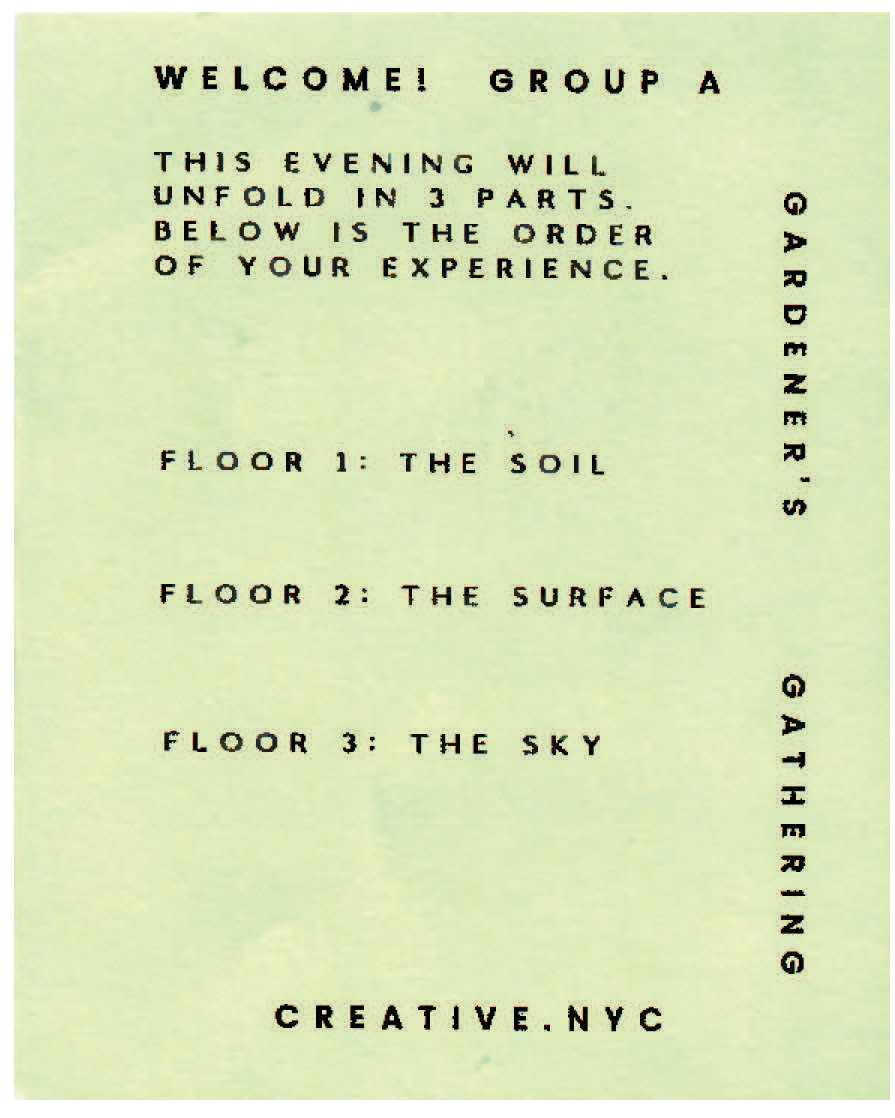 WELCOME! GROUP A
THIS EVENING WILL
UNFOLD IN 3 PARTS.
BELOW IS THE ORDER
OF YOUR EXPERIENCE.
FLOOR 1: THE SOIL
FLOOR 2: THE SURFACE
FLOOR 3: THE SKY
GARDENER'S GATHERING
CREATIVE.NYC